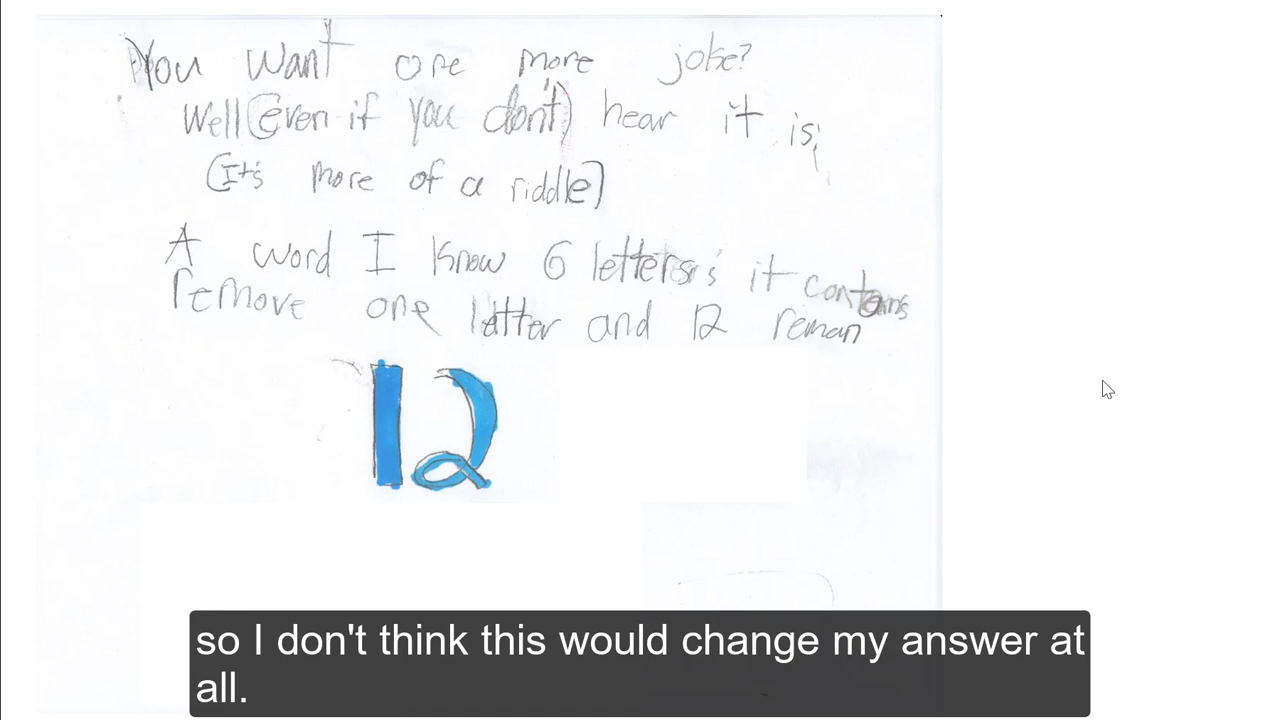 You want one more joke?
Well (even if you don't) hear it is,
(It's more of a riddle)
A word I know 6 letters's it contains
remove one letter and 12 reman
12
so I don't think this would change my answer at
all.